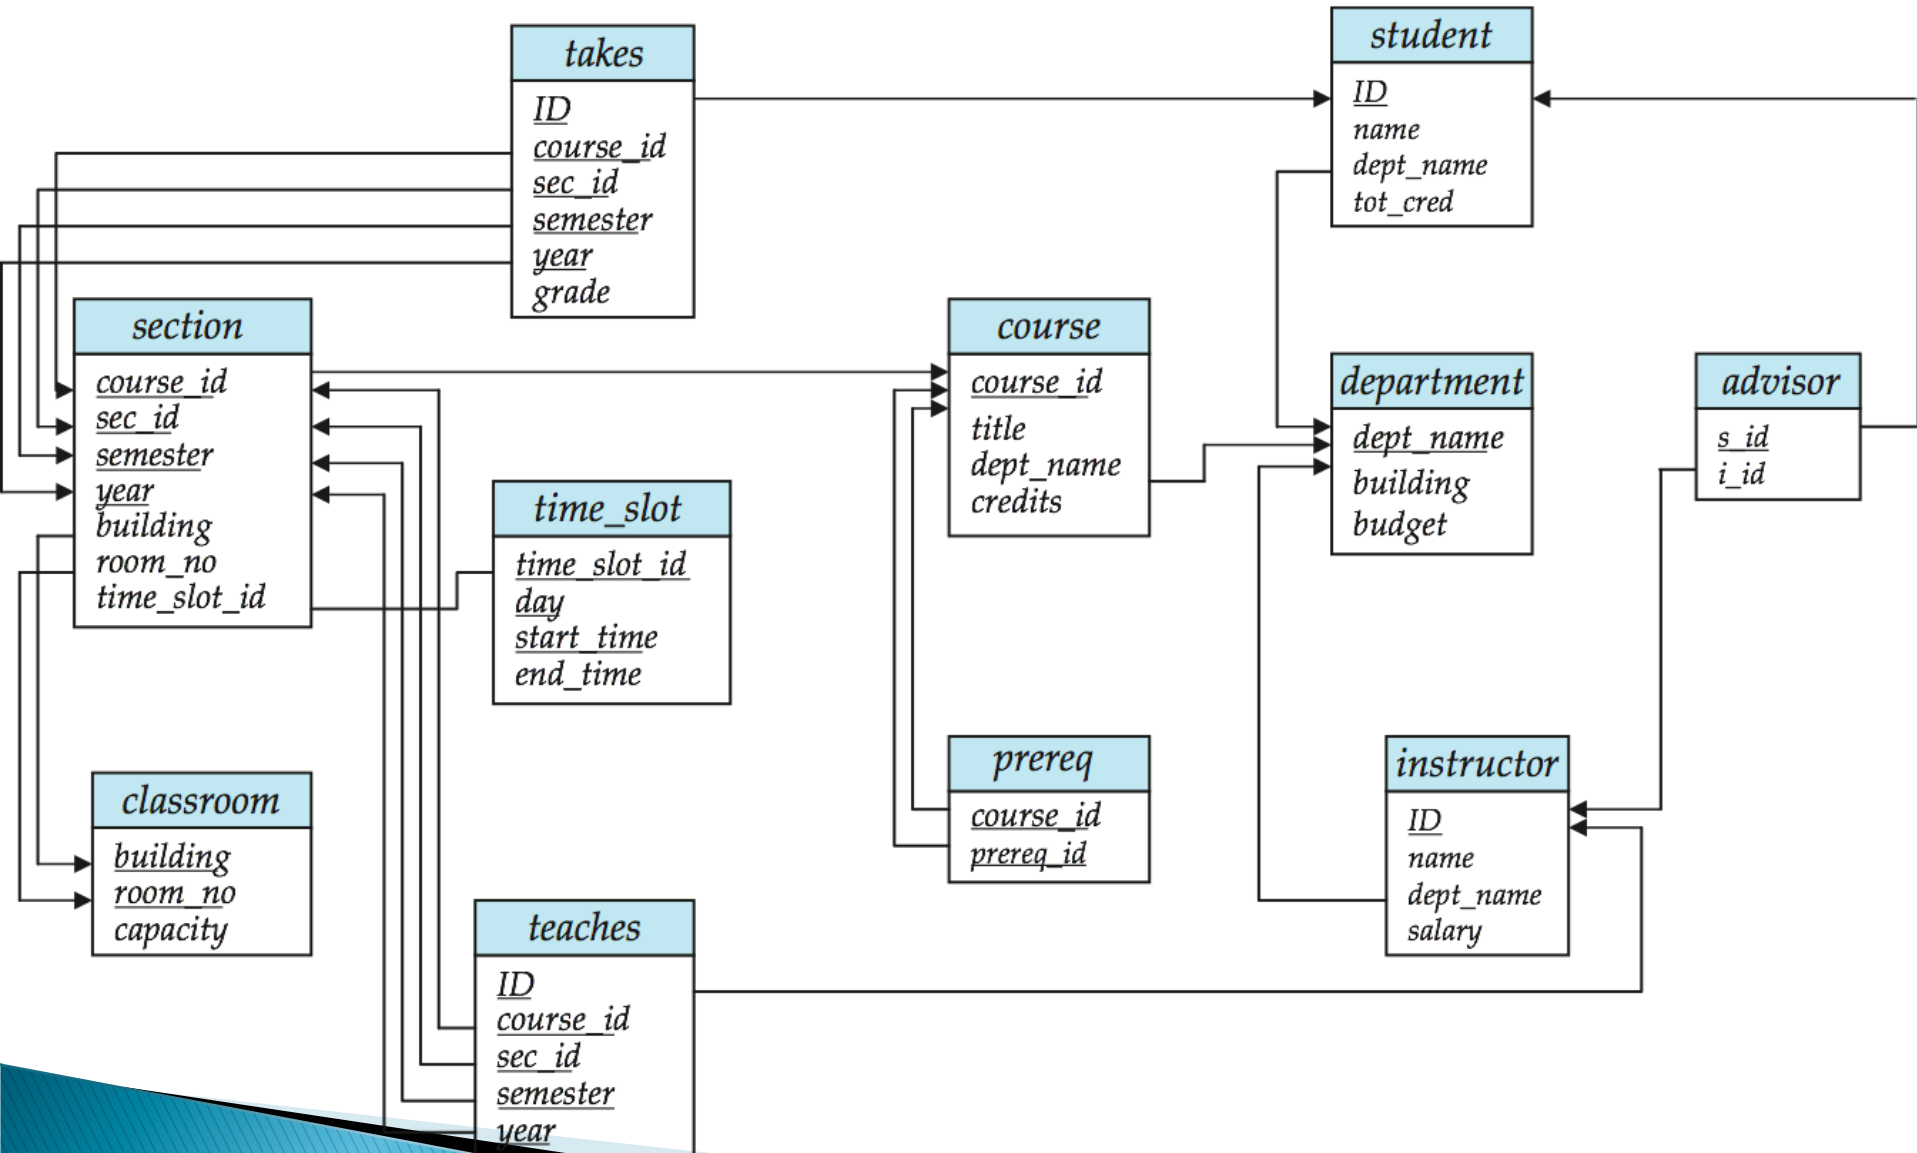 takes
ID
course_id
sec_id
semester
year
grade
student
ID
name
dept_name
tot_cred
section
course_id
sec_id
semester
year
building
room_no
time_slot_id
time_slot
time_slot_id
day
start_time
end_time
course
course_id
title
dept_name
credits
department
dept_name
building
budget
advisor
s_id
i_id
classroom
building
room_no
capacity
prereq
course_id
prereq_id
instructor
ID
name
dept_name
salary
teaches
ID
course_id
sec_id
semester
year